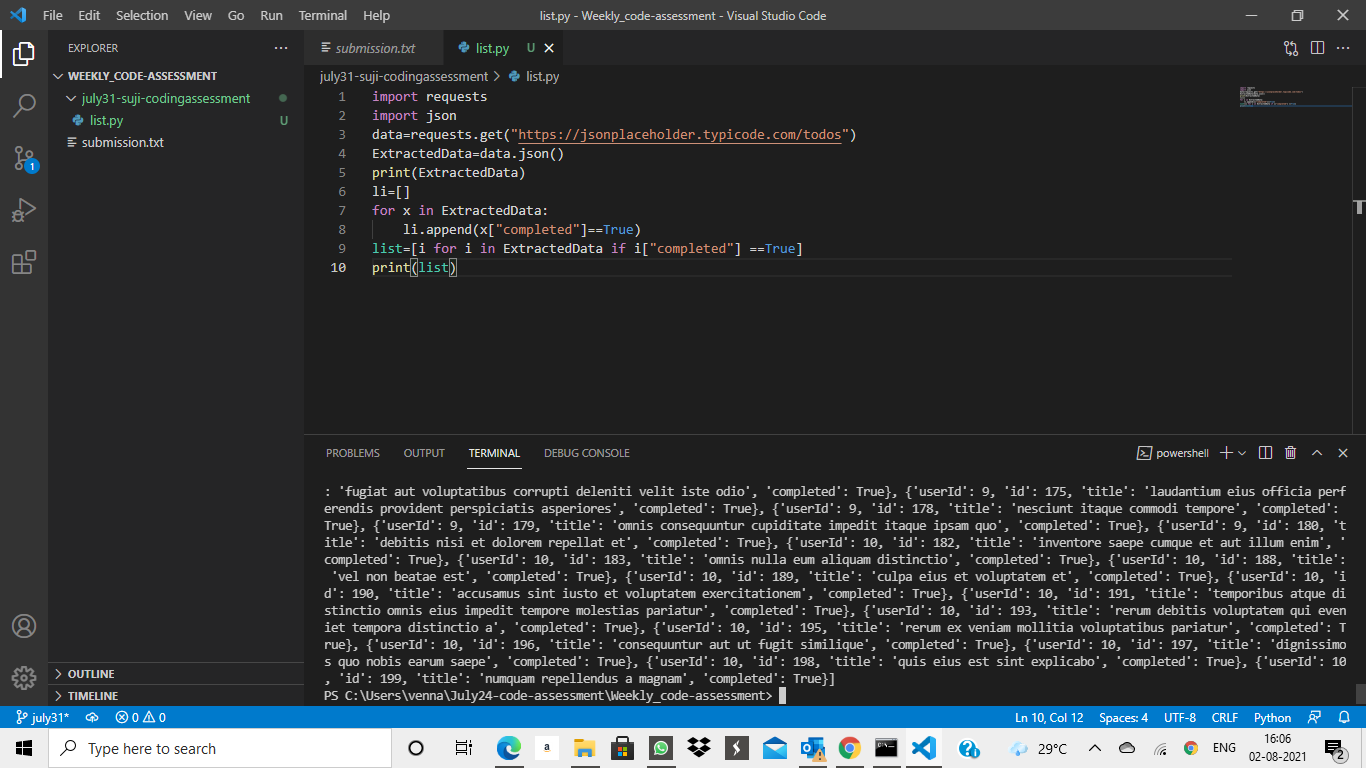 File Edit Selection View Go Run Terminal Help list.py - Weekly_code-assessment - Visual Studio Code
EXPLORER
WEEKLY_CODE-ASSESSMENT
july31-suji-codingassessment
list.py U
submission.txt
OUTLINE
TIMELINE
1
submission.txt list.py U
july31-suji-codingassessment > list.py
1 import requests
2 import json
3 data=requests.get("https://jsonplaceholder.typicode.com/todos")
4 ExtractedData=data.json()
5 print(ExtractedData)
6 li=[]
7 for x in ExtractedData:
8     li.append(x["completed"]==True)
9 list=[i for i in ExtractedData if i["completed"] ==True]
10 print(list)
PROBLEMS OUTPUT TERMINAL DEBUG CONSOLE powershell
: 'fugiat aut voluptatibus corrupti deleniti velit iste odio', 'completed': True}, {'userId': 9, 'id': 175, 'title': 'laudantium eius officia perf
erendis provident perspiciatis asperiores', 'completed': True}, {'userId': 9, 'id': 178, 'title': 'nesciunt itaque commodi tempore', 'completed':
True}, {'userId': 9, 'id': 179, 'title': 'omnis consequuntur cupiditate impedit itaque ipsam quo', 'completed': True}, {'userId': 9, 'id': 180, 't
itle': 'debitis nisi et dolorem repellat et', 'completed': True}, {'userId': 10, 'id': 182, 'title': 'inventore saepe cumque et aut illum enim', '
completed': True}, {'userId': 10, 'id': 183, 'title': 'omnis nulla eum aliquam distinctio', 'completed': True}, {'userId': 10, 'id': 188, 'title':
 'vel non beatae est', 'completed': True}, {'userId': 10, 'id': 189, 'title': 'culpa eius et voluptatem et', 'completed': True}, {'userId': 10, 'i
d': 190, 'title': 'accusamus sint iusto et voluptatem exercitationem', 'completed': True}, {'userId': 10, 'id': 191, 'title': 'temporibus atque di
stinctio omnis eius impedit tempore molestias pariatur', 'completed': True}, {'userId': 10, 'id': 193, 'title': 'rerum debitis voluptatem qui even
iet tempora distinctio a', 'completed': True}, {'userId': 10, 'id': 195, 'title': 'rerum ex veniam mollitia voluptatibus pariatur', 'completed': T
rue}, {'userId': 10, 'id': 196, 'title': 'consequuntur aut ut fugit similique', 'completed': True}, {'userId': 10, 'id': 197, 'title': 'dignissimo
s quo nobis earum saepe', 'completed': True}, {'userId': 10, 'id': 198, 'title': 'quis eius est sint explicabo', 'completed': True}, {'userId': 10
, 'id': 199, 'title': 'numquam repellendus a magnam', 'completed': True}]
PS C:\Users\venna\July24-code-assessment\Weekly_code-assessment>
july31* 0 0 Ln 10, Col 12 Spaces: 4 UTF-8 CRLF Python
Type here to search a 29°C ENG 16:06
02-08-2021 2